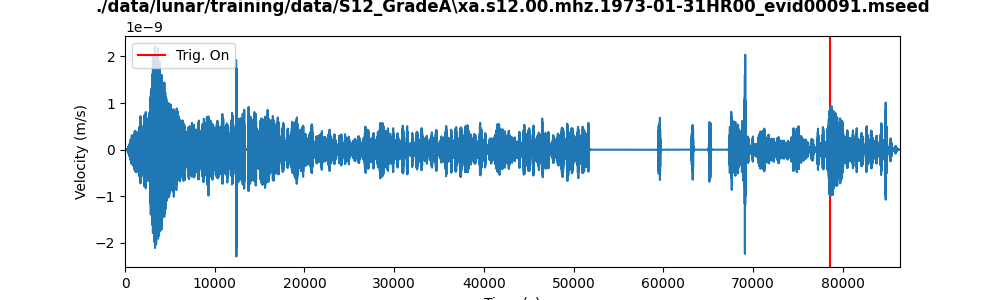 ./data/lunar/training/data/S12_GradeA\xa.s12.00.mhz.1973-01-31HR00_evid00091.mseed
1e−9
Trig. On
2
1
0
−1
−2
Velocity (m/s)
0 10000 20000 30000 40000 50000 60000 70000 80000
Time (s)